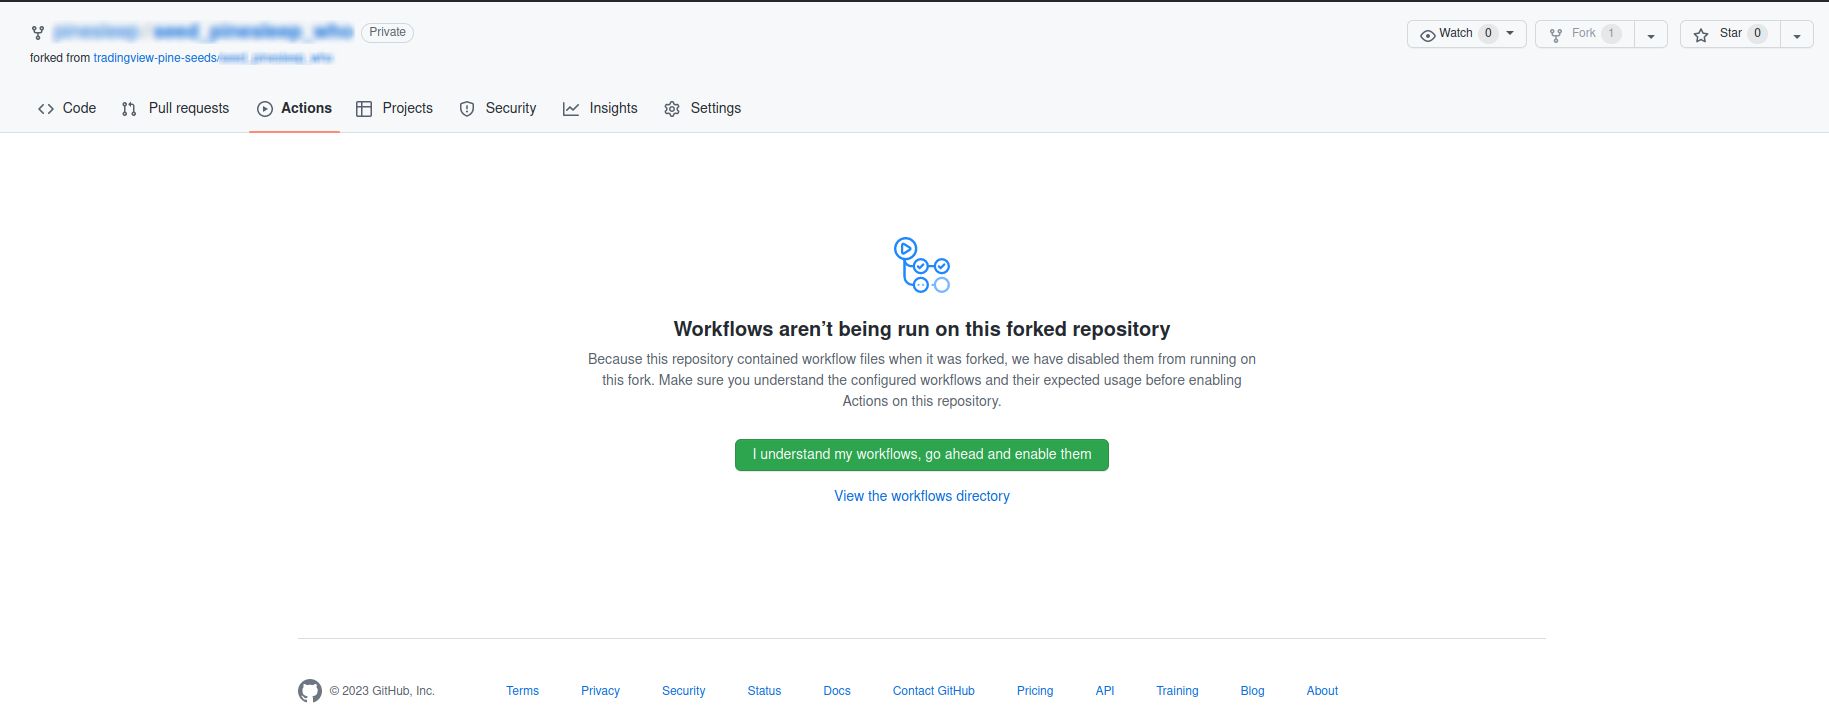 Private
Watch 0
Fork 1
Star 0
forked from tradingview-pine-seeds/
Code
Pull requests
Actions
Projects
Security
Insights
Settings
Workflows aren’t being run on this forked repository
Because this repository contained workflow files when it was forked, we have disabled them from running on
this fork. Make sure you understand the configured workflows and their expected usage before enabling
Actions on this repository.
I understand my workflows, go ahead and enable them
View the workflows directory
© 2023 GitHub, Inc.
Terms
Privacy
Security
Status
Docs
Contact GitHub
Pricing
API
Training
Blog
About